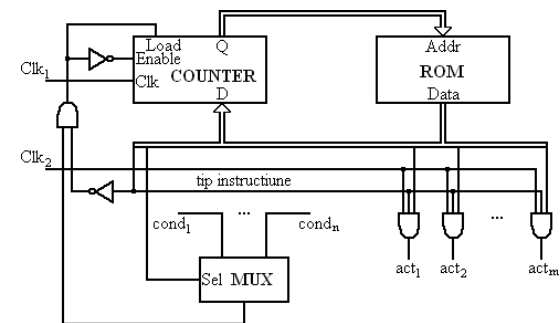 Load
Q
Addr
Enable
COUNTER
ROM
Clk1
Clk
D
Data
Clk2
tip instructiune
...
...
cond1
condn
act1
act2
actm
Sel MUX